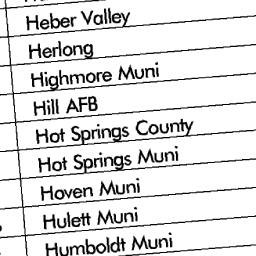 Heber Valley
Herlong
Highmore Muni
Hill AFB
Hot Springs County
Hot Springs Muni
Hoven Muni
Hulett Muni
Humboldt Muni